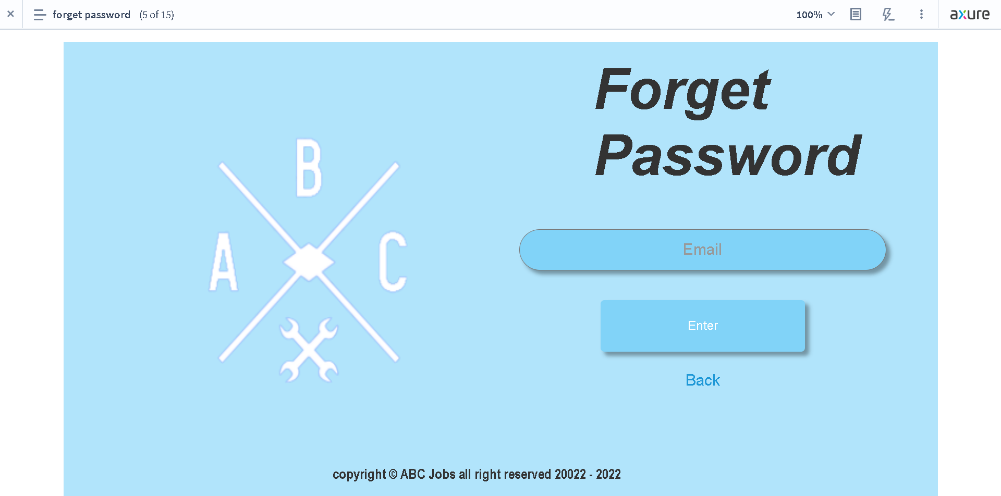 forget password (5 of 15)
100%
axure
Forget
Password
B
A C
Email
Enter
Back
copyright © ABC Jobs all right reserved 20022 - 2022